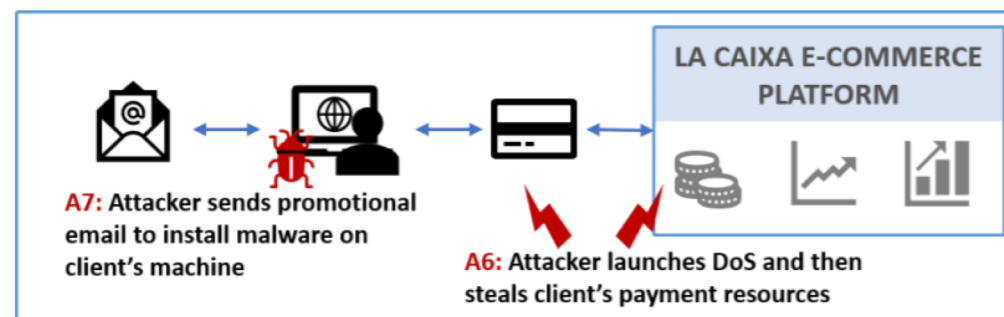 LA CAIXA E-COMMERCE
PLATFORM
@
A7: Attacker sends promotional
email to install malware on
client's machine
A6: Attacker launches DoS and then
steals client's payment resources